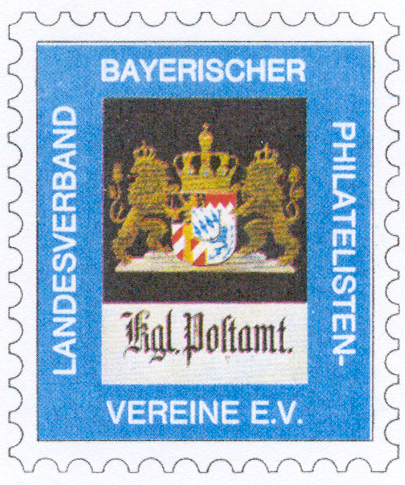 LANDESVERBAND
BAYERISCHER
PHILATELISTEN-
VEREINE E.V.
Kgl. Postamt.